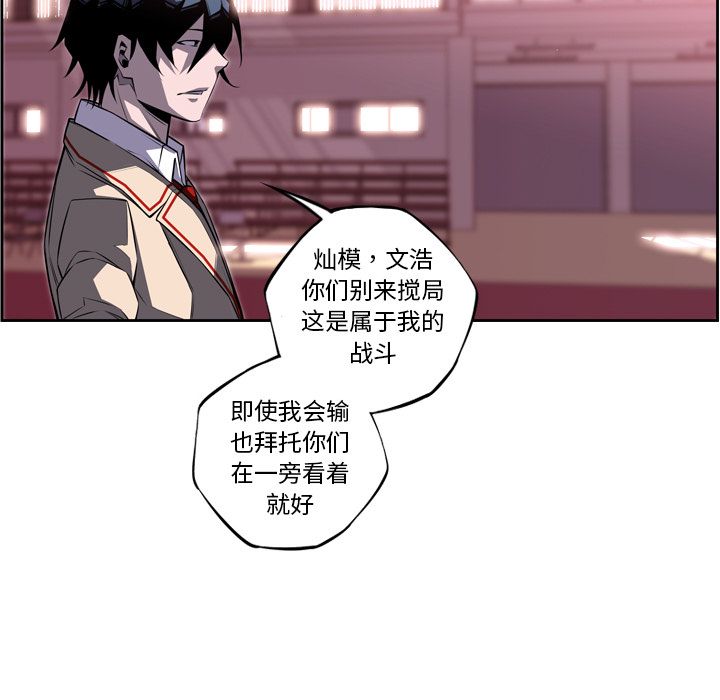 灿模，文浩
你们别来搅局
这是属于我的
战斗
即使我会输
也拜托你们
在一旁看着
就好